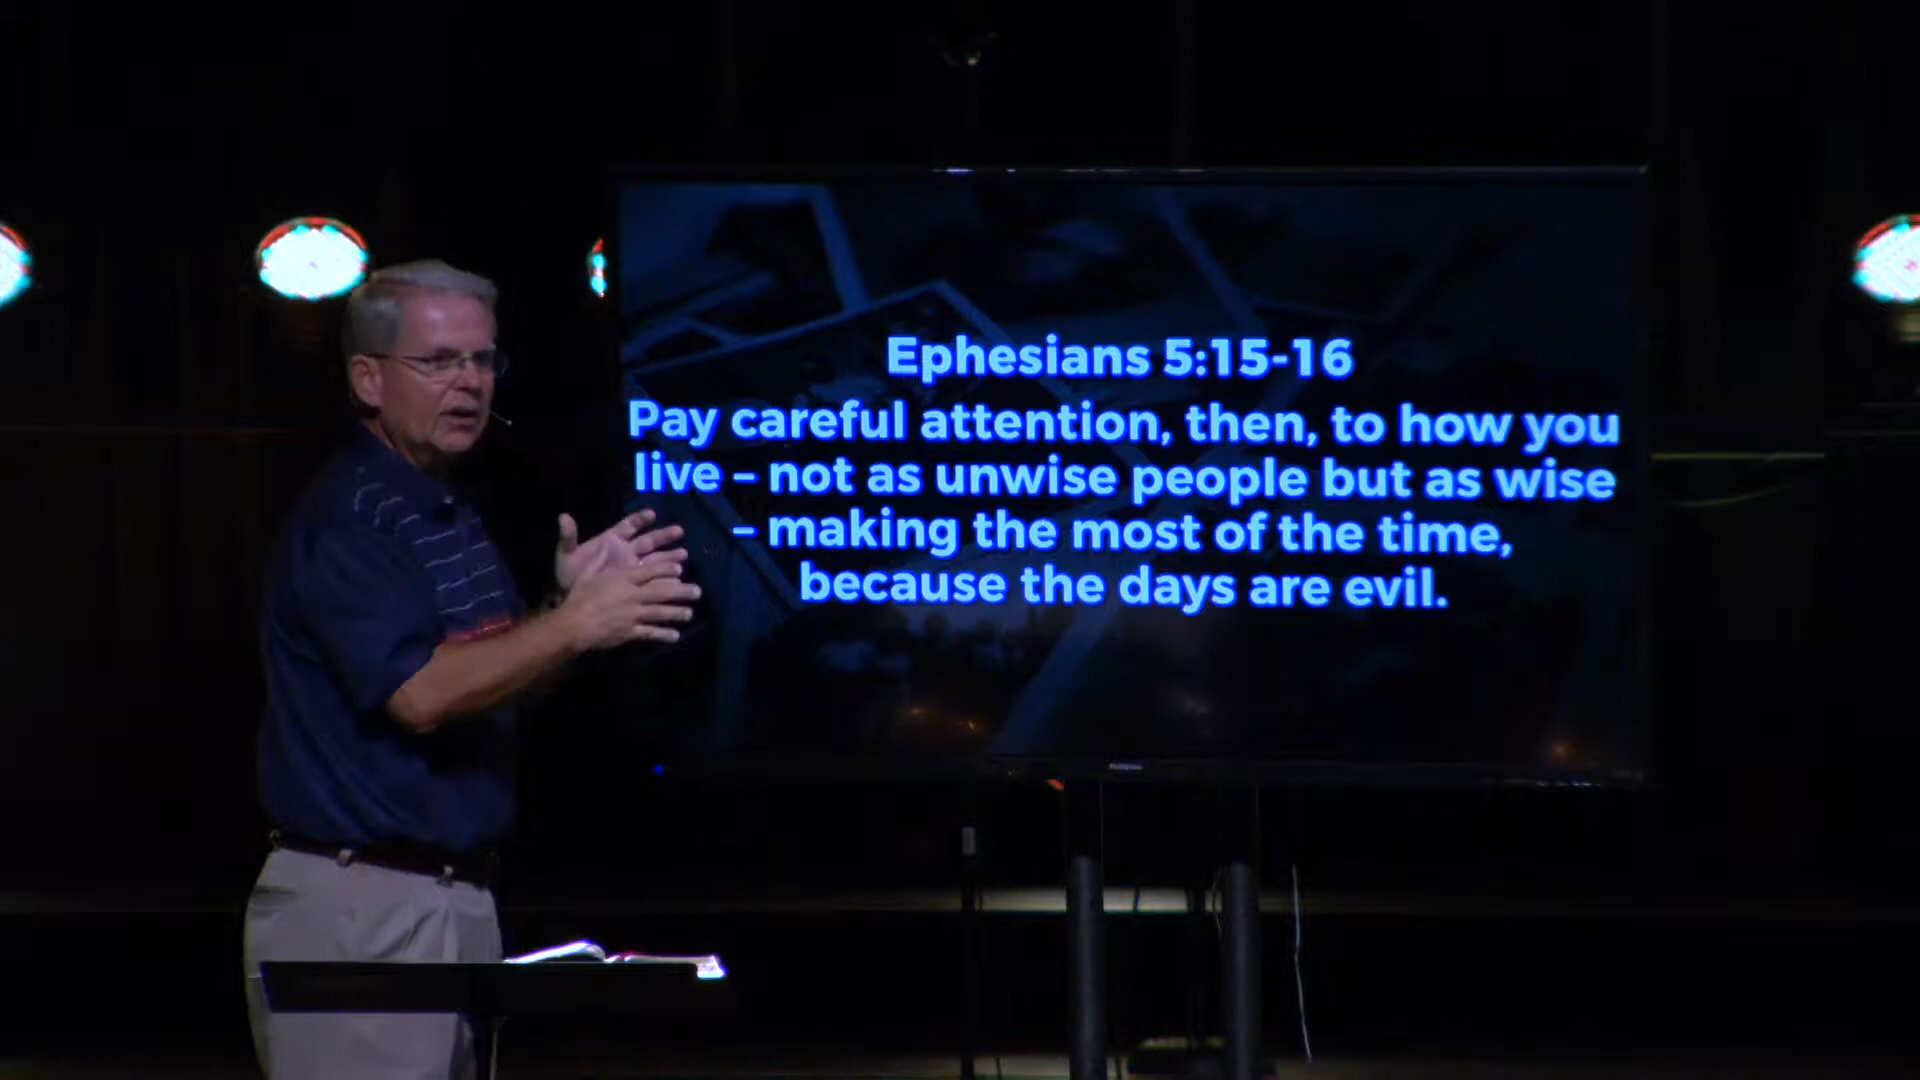 Ephesians 5:15-16
Pay careful attention, then, to how you
live – not as unwise people but as wise
– making the most of the time,
because the days are evil.